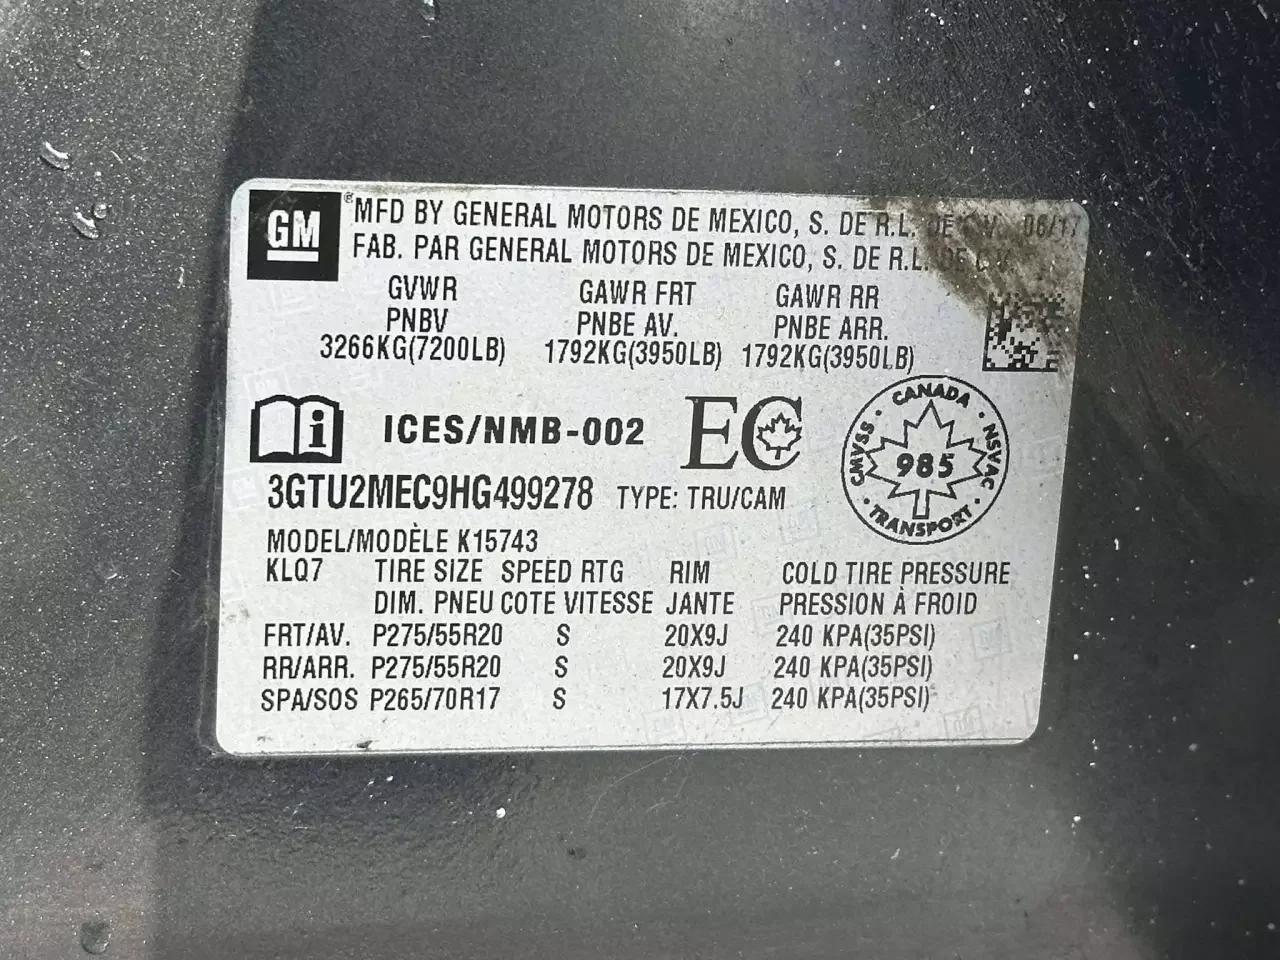 GM ® MFD BY GENERAL MOTORS DE MEXICO, S. DE R.L. DE C.V. 06/17
FAB. PAR GENERAL MOTORS DE MEXICO, S. DE R.L. DE C.V.
GVWR GAWR FRT GAWR RR
PNBV PNBE AV. PNBE ARR.
3266KG(7200LB) 1792KG(3950LB) 1792KG(3950LB)
i ICES/NMB-002 EC
CANADA
CMVSS 985 NSVAC
TRANSPORT
3GTU2MEC9HG499278 TYPE: TRU/CAM
MODEL/MODÈLE K15743
KLQ7 TIRE SIZE SPEED RTG RIM COLD TIRE PRESSURE
DIM. PNEU COTE VITESSE JANTE PRESSION À FROID
FRT/AV. P275/55R20 S 20X9J 240 KPA(35PSI)
RR/ARR. P275/55R20 S 20X9J 240 KPA(35PSI)
SPA/SOS P265/70R17 S 17X7.5J 240 KPA(35PSI)